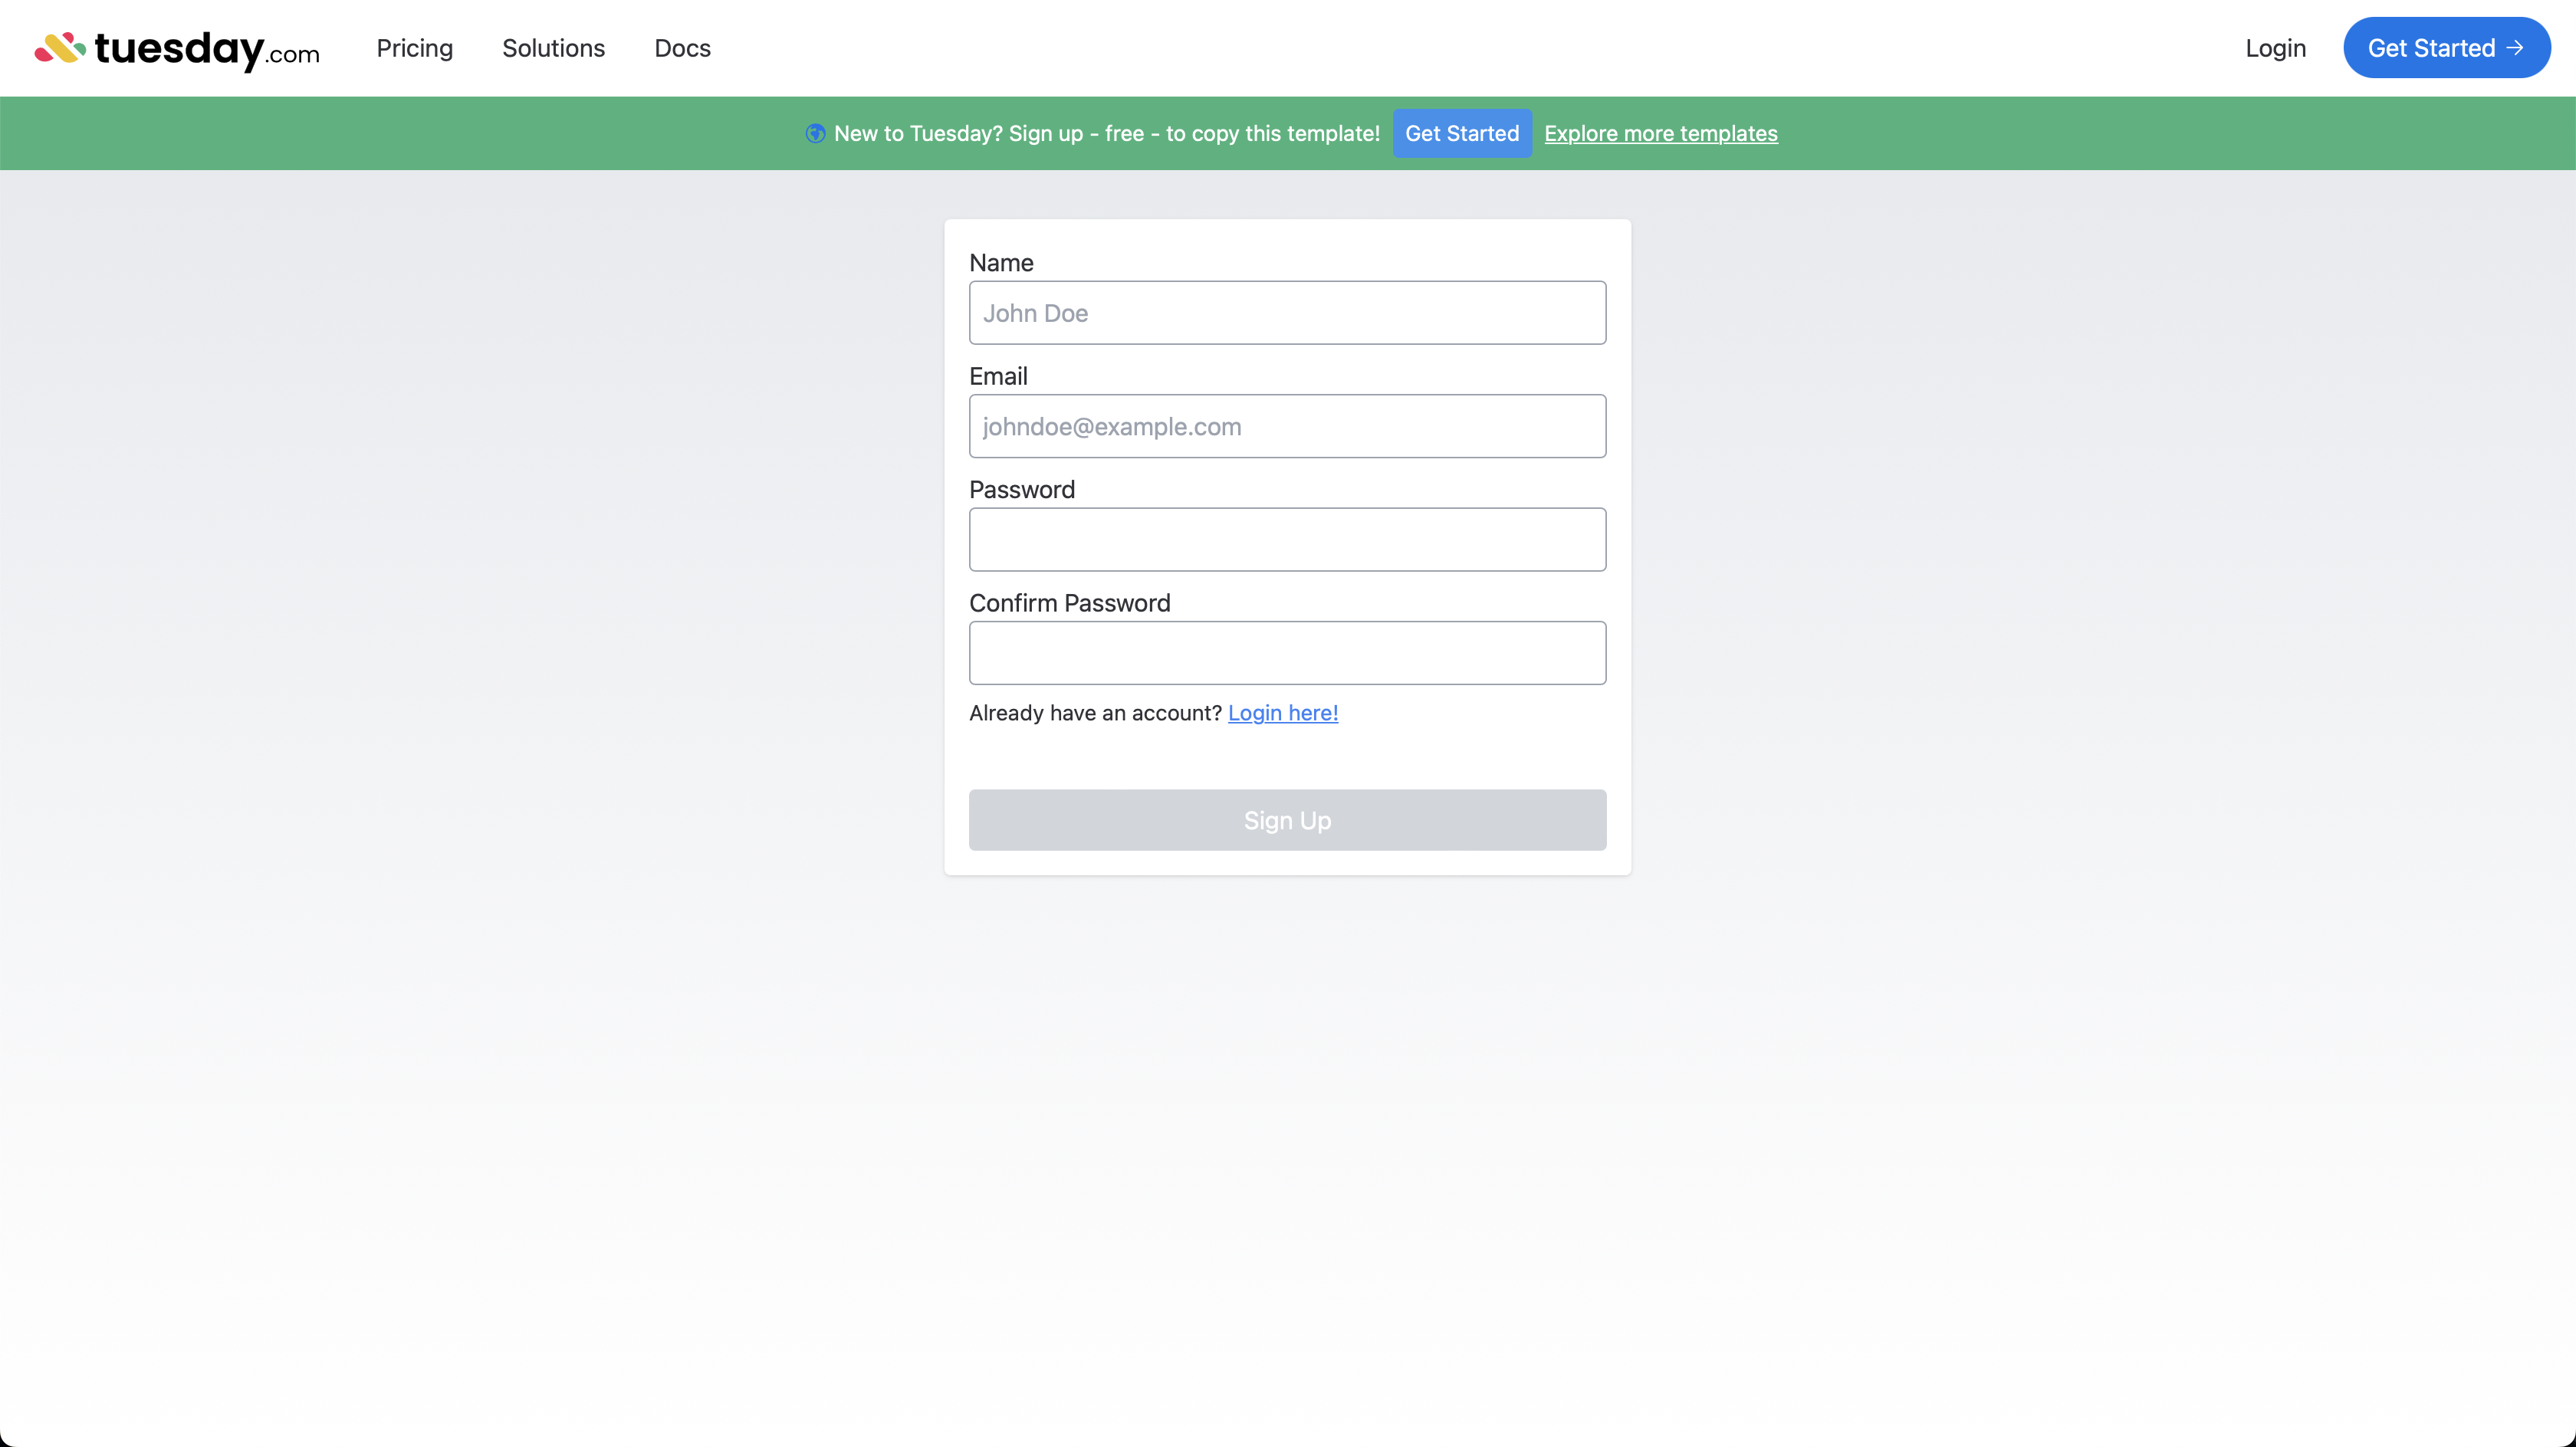 tuesday.com Pricing Solutions Docs Login Get Started →
New to Tuesday? Sign up - free - to copy this template! Get Started Explore more templates
Name
John Doe
Email
johndoe@example.com
Password
Confirm Password
Already have an account? Login here!
Sign Up